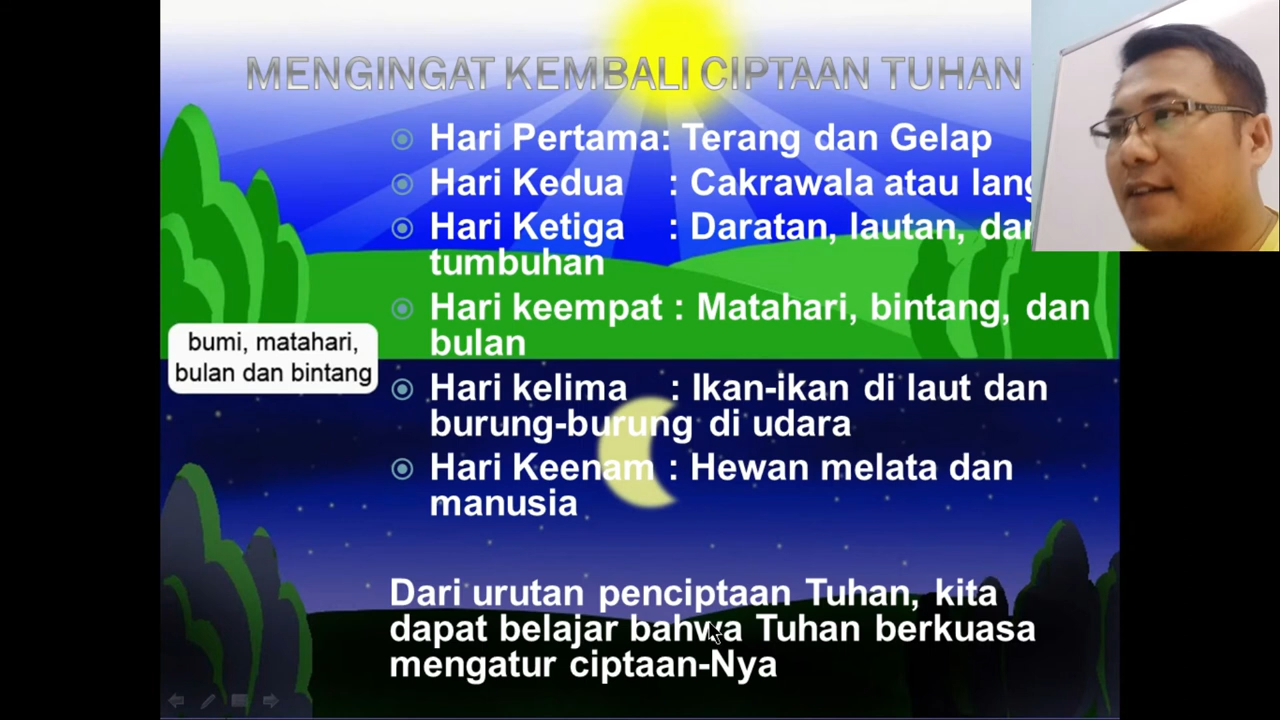 MENGINGAT KEMBALI CIPTAAN TUHAN
Hari Pertama: Terang dan Gelap
Hari Kedua : Cakrawala atau
Hari Ketiga : Daratan, lautan,
tumbuhan
Hari keempat : Matahari, bintang, dan
bulan
bumi, matahari,
bulan dan bintang
Hari kelima : Ikan-ikan di laut dan
burung-burung di udara
Hari Keenam : Hewan melata dan
manusia
Dari urutan penciptaan Tuhan, kita
dapat belajar bahwa Tuhan berkuasa
mengatur ciptaan-Nya